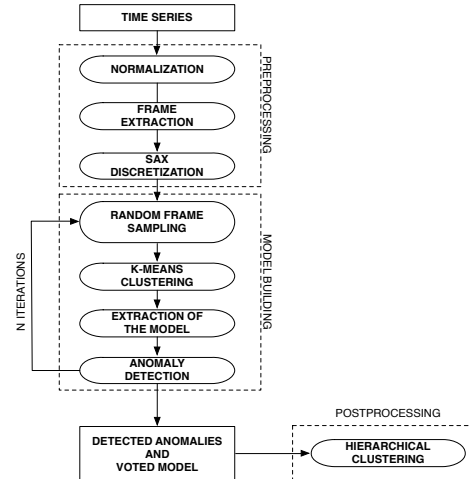 TIME SERIES
PREPROCESSING
NORMALIZATION
FRAME
EXTRACTION
SAX
DISCRETIZATION
MODEL BUILDING
RANDOM FRAME
SAMPLING
K-MEANS
CLUSTERING
EXTRACTION OF
THE MODEL
ANOMALY
DETECTION
N ITERATIONS
DETECTED ANOMALIES
AND
VOTED MODEL
POSTPROCESSING
HIERARCHICAL
CLUSTERING